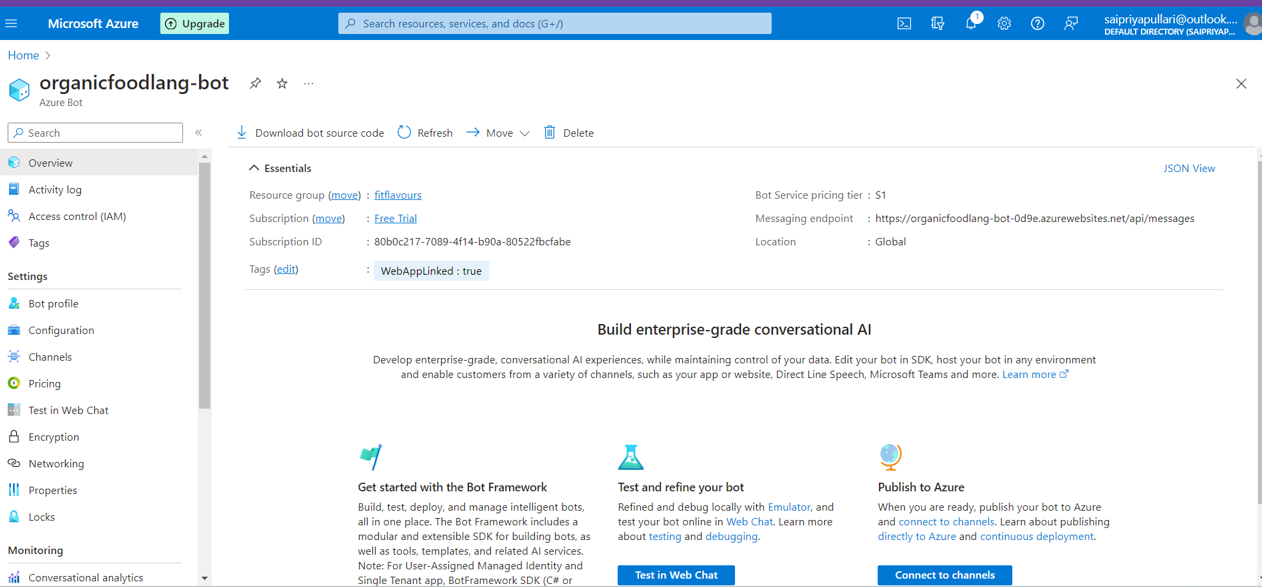 Microsoft Azure
Upgrade
Search resources, services, and docs (G+/)
1
saipriyapullari@outlook....
DEFAULT DIRECTORY (SAIPRIYAP...
Home
organicfoodlang-bot
...
Azure Bot
Search
«
Download bot source code
Refresh
Move
Delete
Overview
Activity log
Access control (IAM)
Tags
Settings
Bot profile
Configuration
Channels
Pricing
Test in Web Chat
Encryption
Networking
Properties
Locks
Monitoring
Conversational analytics
Essentials
JSON View
Resource group (move) : fitflavours
Subscription (move) : Free Trial
Subscription ID : 80b0c217-7089-4f14-b90a-80522fbcfabe
Tags (edit) : WebAppLinked : true
Bot Service pricing tier : S1
Messaging endpoint : https://organicfoodlang-bot-0d9e.azurewebsites.net/api/messages
Location : Global
Build enterprise-grade conversational AI
Develop enterprise-grade, conversational AI experiences, while maintaining control of your data. Edit your bot in SDK, host your bot in any environment
and enable customers from a variety of channels, such as your app or website, Direct Line Speech, Microsoft Teams and more. Learn more
Get started with the Bot Framework
Build, test, deploy, and manage intelligent bots,
all in one place. The Bot Framework includes a
modular and extensible SDK for building bots, as
well as tools, templates, and related AI services.
Note: For User-Assigned Managed Identity and
Single Tenant app, BotFramework SDK (C# or
Test and refine your bot
Refined and debug locally with Emulator, and
test your bot online in Web Chat. Learn more
about testing and debugging.
Test in Web Chat
Publish to Azure
When you are ready, publish your bot to Azure
and connect to channels. Learn about publishing
directly to Azure and continuous deployment.
Connect to channels